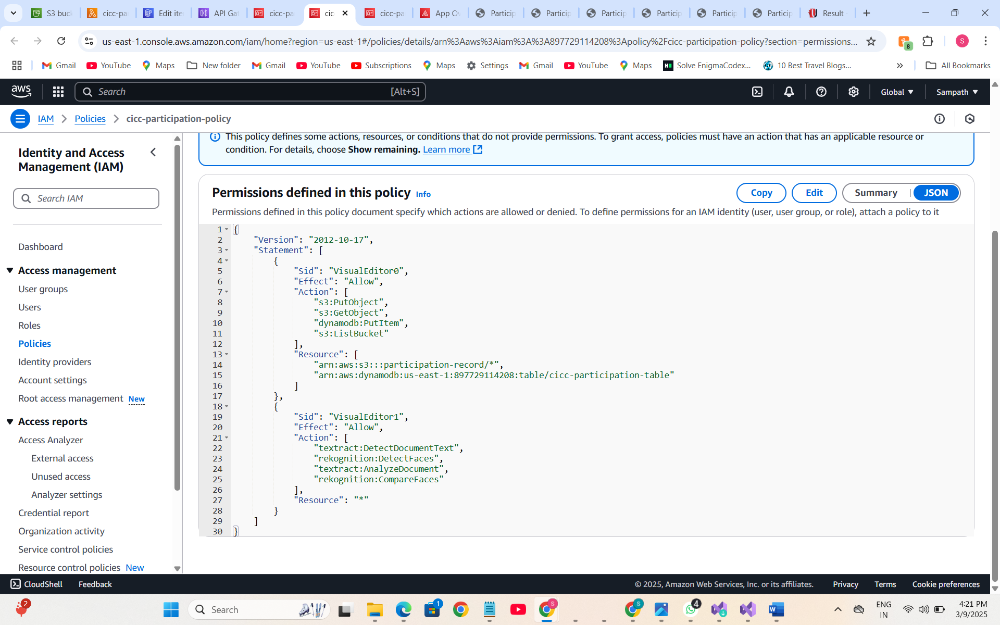 S3 buc
cicc-pa
Edit ite
API Ga
cicc-pa
cic
cicc-pa
App Ov
Particip
Particip
Particip
Particip
Particip
Particip
Result
us-east-1.console.aws.amazon.com/iam/home?region=us-east-1#/policies/details/arn%3Aaws%3Aiam%3A%3A897729114208%3Apolicy%2Fcicc-participation-policy?section=permissions...
8
S
Gmail
YouTube
Maps
New folder
Gmail
YouTube
Subscriptions
Maps
Settings
Gmail
YouTube
Maps
Solve EnigmaCodex...
10 Best Travel Blogs...
»
All Bookmarks
aws
Search
[Alt+S]
Global
Sampath
IAM
Policies
cicc-participation-policy
This policy defines some actions, resources, or conditions that do not provide permissions. To grant access, policies must have an action that has an applicable resource or
condition. For details, choose Show remaining. Learn more
Identity and Access
Management (IAM)
Search IAM
Dashboard
Access management
User groups
Users
Roles
Policies
Identity providers
Account settings
Root access management New
Access reports
Access Analyzer
External access
Unused access
Analyzer settings
Credential report
Organization activity
Service control policies
Resource control policies New
Permissions defined in this policy Info
Copy
Edit
Summary
JSON
Permissions defined in this policy document specify which actions are allowed or denied. To define permissions for an IAM identity (user, user group, or role), attach a policy to it
1 {
2 "Version": "2012-10-17",
3 "Statement": [
4 {
5 "Sid": "VisualEditor0",
6 "Effect": "Allow",
7 "Action": [
8 "s3:PutObject",
9 "s3:GetObject",
10 "dynamodb:PutItem",
11 "s3:ListBucket"
12 ],
13 "Resource": [
14 "arn:aws:s3:::participation-record/*",
15 "arn:aws:dynamodb:us-east-1:897729114208:table/cicc-participation-table"
16 ]
17 },
18 {
19 "Sid": "VisualEditor1",
20 "Effect": "Allow",
21 "Action": [
22 "textract:DetectDocumentText",
23 "rekognition:DetectFaces",
24 "textract:AnalyzeDocument",
25 "rekognition:CompareFaces"
26 ],
27 "Resource": "*"
28 }
29 ]
30 }
CloudShell
Feedback
© 2025, Amazon Web Services, Inc. or its affiliates.
Privacy
Terms
Cookie preferences
2
Search
1
S
S
4
W
ENG
IN
4:21 PM
3/9/2025